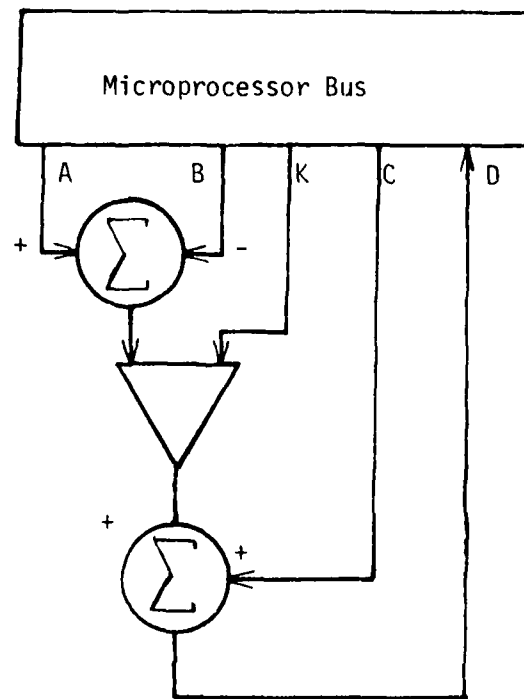 Microprocessor Bus
A B K C D
+ -
Σ
+ +
Σ